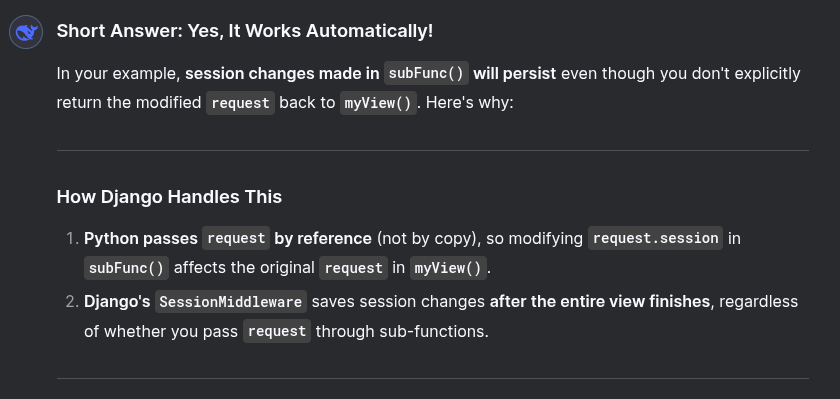 Short Answer: Yes, It Works Automatically!
In your example, session changes made in subFunc() will persist even though you don't explicitly
return the modified request back to myView(). Here's why:
How Django Handles This
1. Python passes request by reference (not by copy), so modifying request.session in
subFunc() affects the original request in myView().
2. Django's SessionMiddleware saves session changes after the entire view finishes, regardless
of whether you pass request through sub-functions.